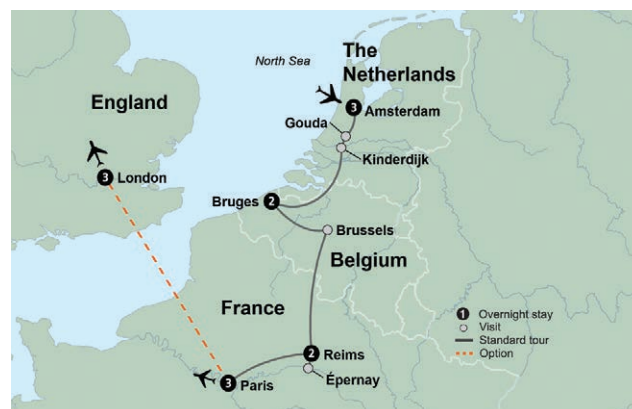 North Sea
The
Netherlands
England
3 Amsterdam
Gouda
Kinderdijk
3 London
Bruges 2
Brussels
Belgium
France
1 Overnight stay
Visit
Standard tour
Option
2 Reims
Épernay
3 Paris